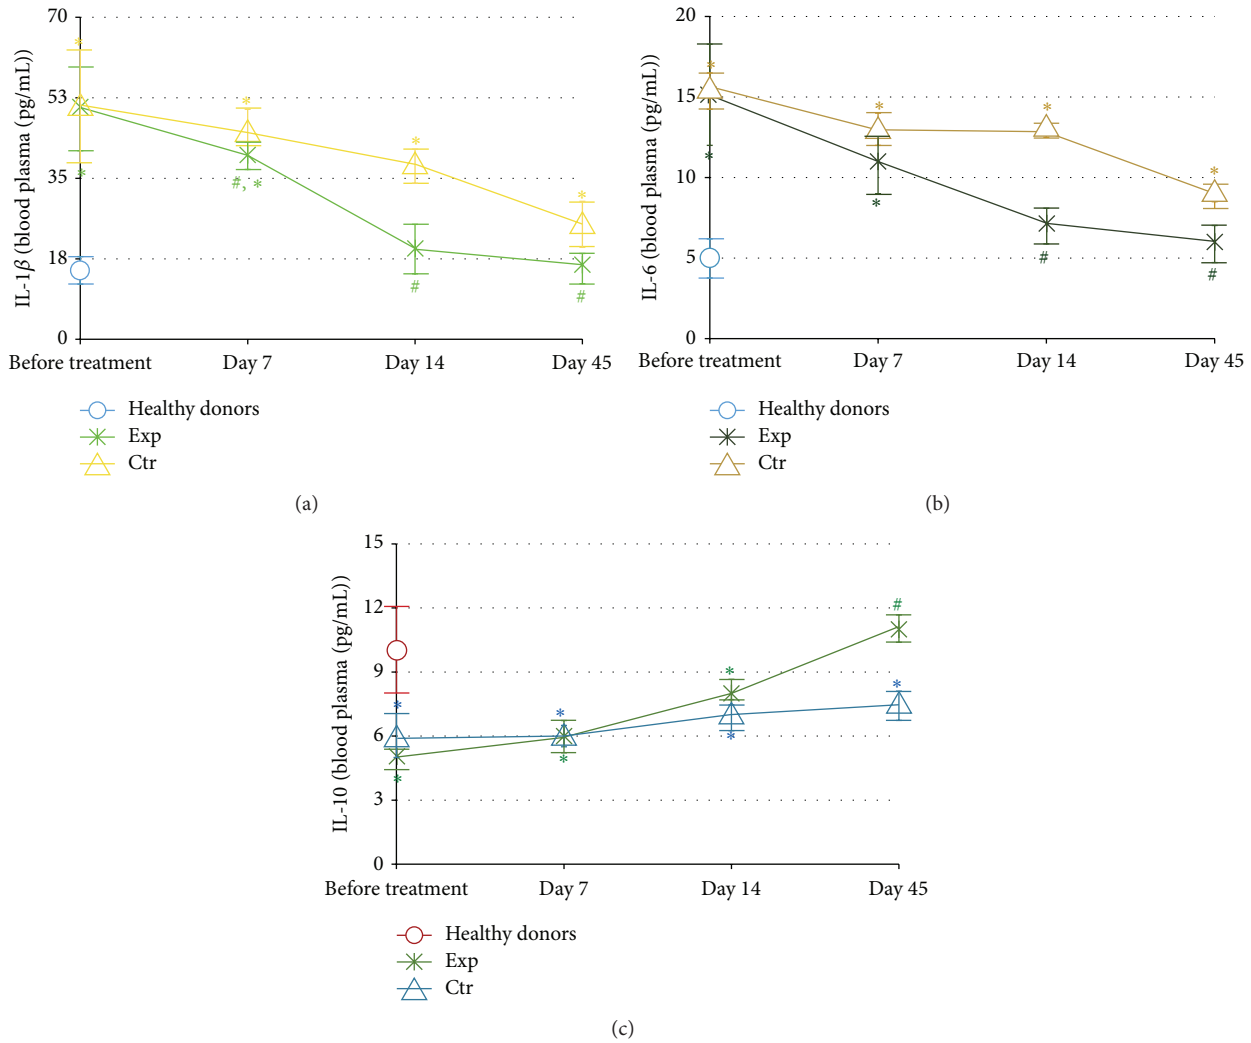 70
53
35
18
0
IL-1β (blood plasma (pg/mL))
*
*
*
*
*
#, *
#
#
Before treatment
Day 7
Day 14
Day 45
Healthy donors
Exp
Ctr
(a)
20
15
10
5
0
IL-6 (blood plasma (pg/mL))
*
*
*
*
*
*
#
#
Before treatment
Day 7
Day 14
Day 45
Healthy donors
Exp
Ctr
(b)
15
12
9
6
3
0
IL-10 (blood plasma (pg/mL))
#
*
*
*
*
*
*
*
Before treatment
Day 7
Day 14
Day 45
Healthy donors
Exp
Ctr
(c)